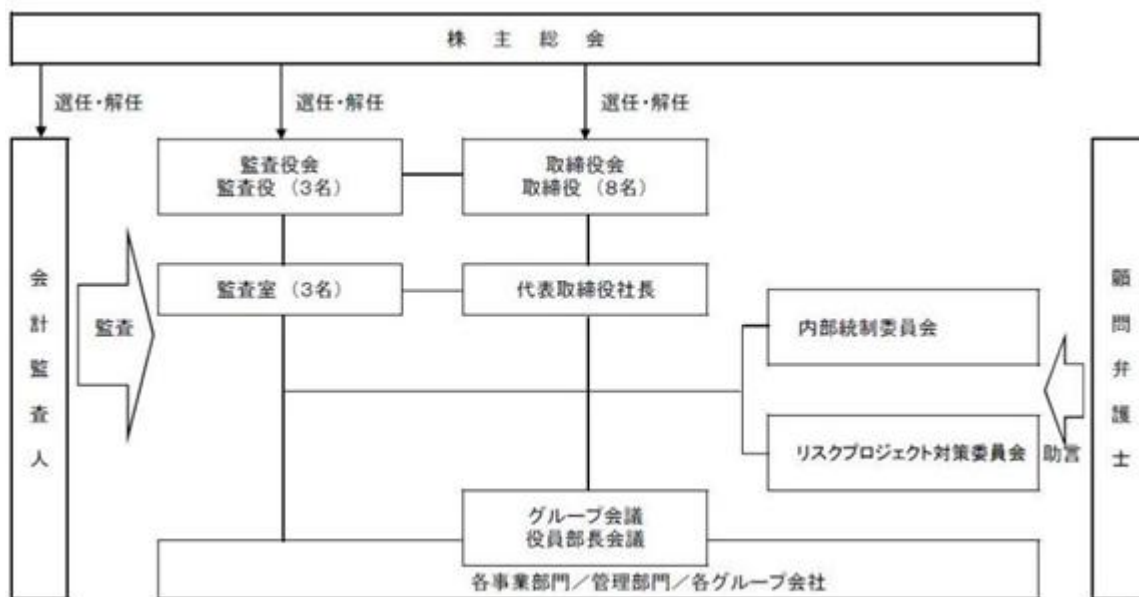 株主総会
選任・解任
選任・解任
選任・解任
監査役会
監査役（3名）
取締役会
取締役（8名）
会計監査人
監査
監査室（3名）
代表取締役社長
内部統制委員会
リスクプロジェクト対策委員会
助言
顧問弁護士
グループ会議
役員部長会議
各事業部門／管理部門／各グループ会社